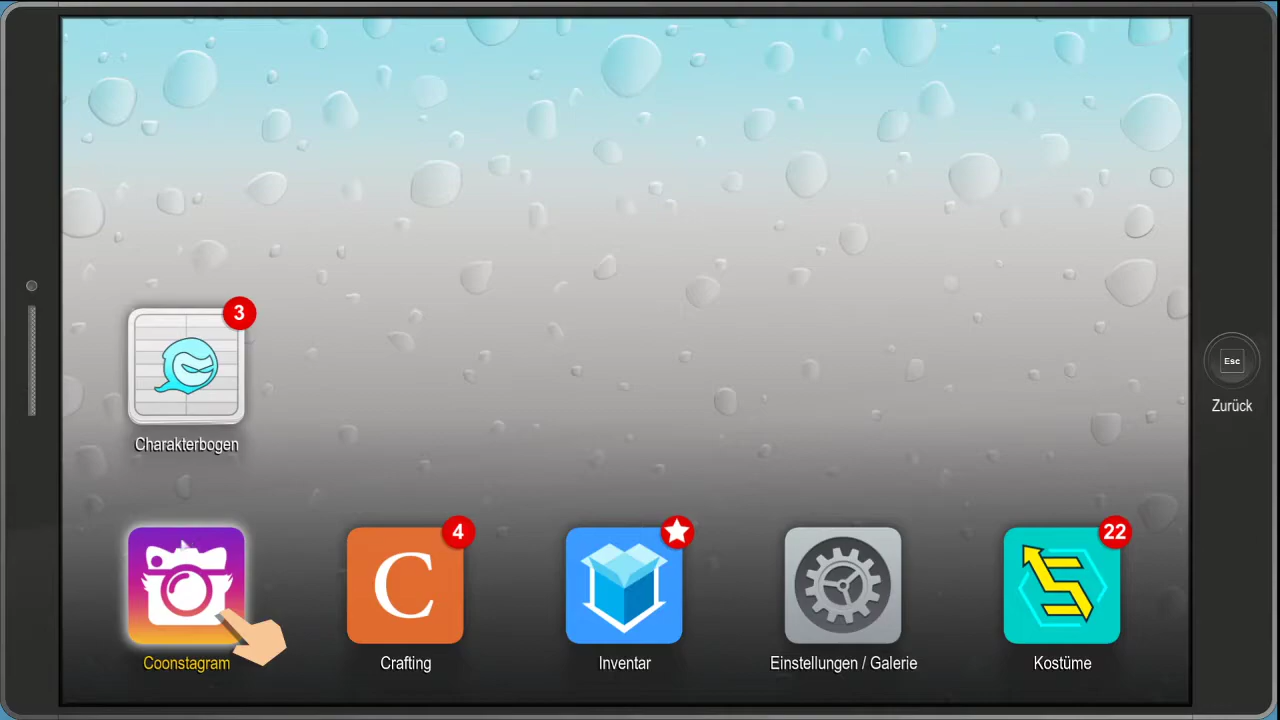 3
Charakterbogen
Esc
Zurück
4
C
22
Coonstagram
Crafting
Inventar
Einstellungen / Galerie
Kostüme